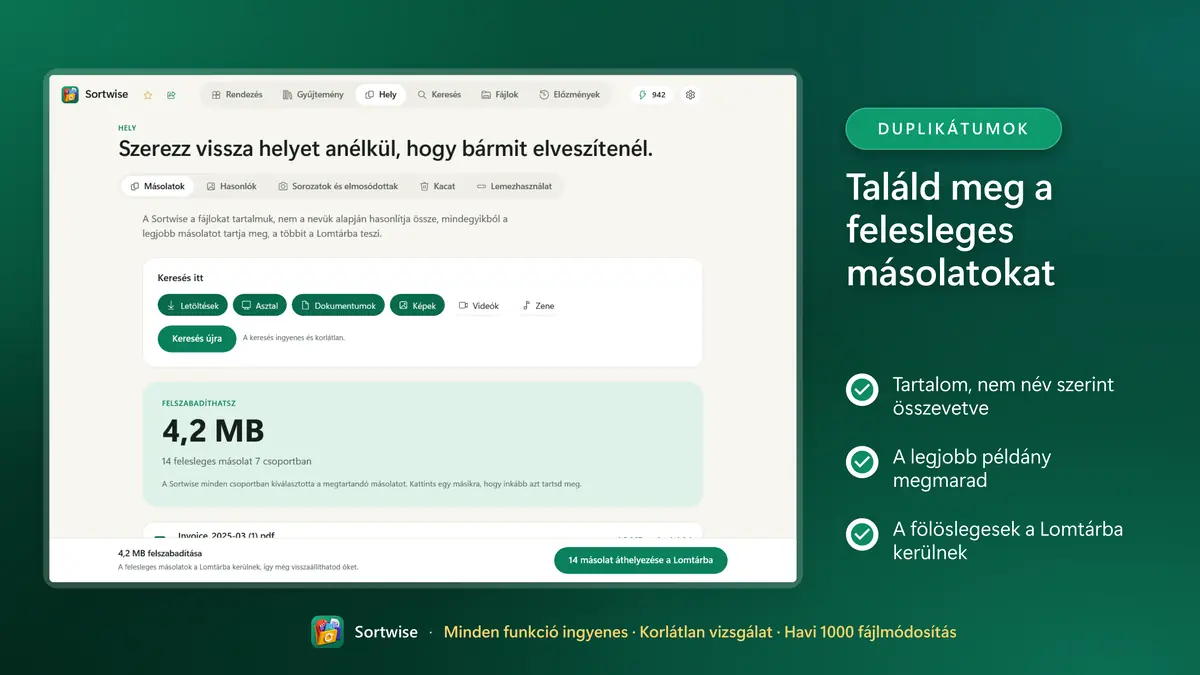 Sortwise
Rendezés
Gyűjtemény
Hely
Keresés
Fájlok
Előzmények
942
HELY
Szerezz vissza helyet anélkül, hogy bármit elveszítenél.
Másolatok
Hasonlók
Sorozatok és elmosódottak
Kacat
Lemezhasználat
A Sortwise a fájlokat tartalmuk, nem a nevük alapján hasonlítja össze, mindegyikből a
legjobb másolatot tartja meg, a többit a Lomtárba teszi.
Keresés itt
Letöltések
Asztal
Dokumentumok
Képek
Videók
Zene
Keresés újra
A keresés ingyenes és korlátlan.
FELSZABADÍTHATSZ
4,2 MB
14 felesleges másolat 7 csoportban
A Sortwise minden csoportban kiválasztotta a megtartandó másolatot. Kattints egy másikra, hogy inkább azt tartsd meg.
Invoice_2025-03 (1).pdf
4,2 MB felszabadítása
A felesleges másolatok a Lomtárba kerülnek, így még visszaállíthatod őket.
14 másolat áthelyezése a Lomtárba
DUPLIKÁTUMOK
Találd meg a
felesleges
másolatokat
Tartalom, nem név szerint
összevetve
A legjobb példány
megmarad
A fölöslegesek a Lomtárba
kerülnek
Sortwise · Minden funkció ingyenes · Korlátlan vizsgálat · Havi 1000 fájlmódosítás